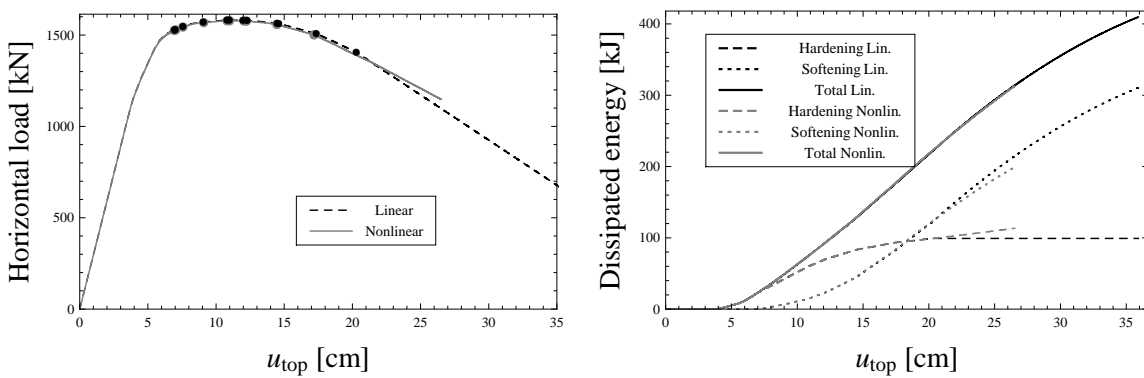 Horizontal load [kN]
1500
1000
500
0
0 5 10 15 20 25 30 35
u_top [cm]
Linear
Nonlinear
Dissipated energy [kJ]
400
300
200
100
0
0 5 10 15 20 25 30 35
u_top [cm]
Hardening Lin.
Softening Lin.
Total Lin.
Hardening Nonlin.
Softening Nonlin.
Total Nonlin.